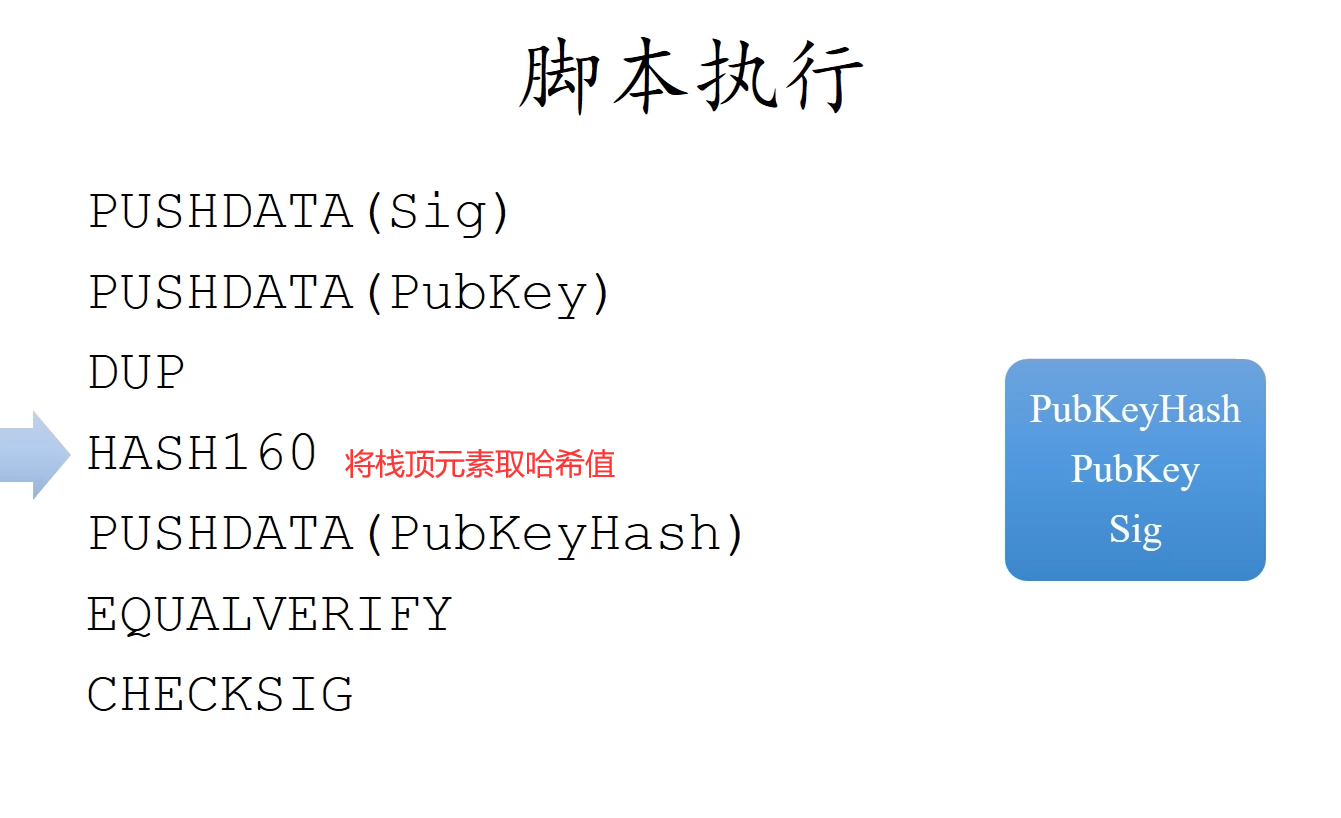 脚本执行
PUSHDATA(Sig)
PUSHDATA(PubKey)
DUP
HASH160 将栈顶元素取哈希值
PUSHDATA(PubKeyHash)
EQUALVERIFY
CHECKSIG
PubKeyHash
PubKey
Sig